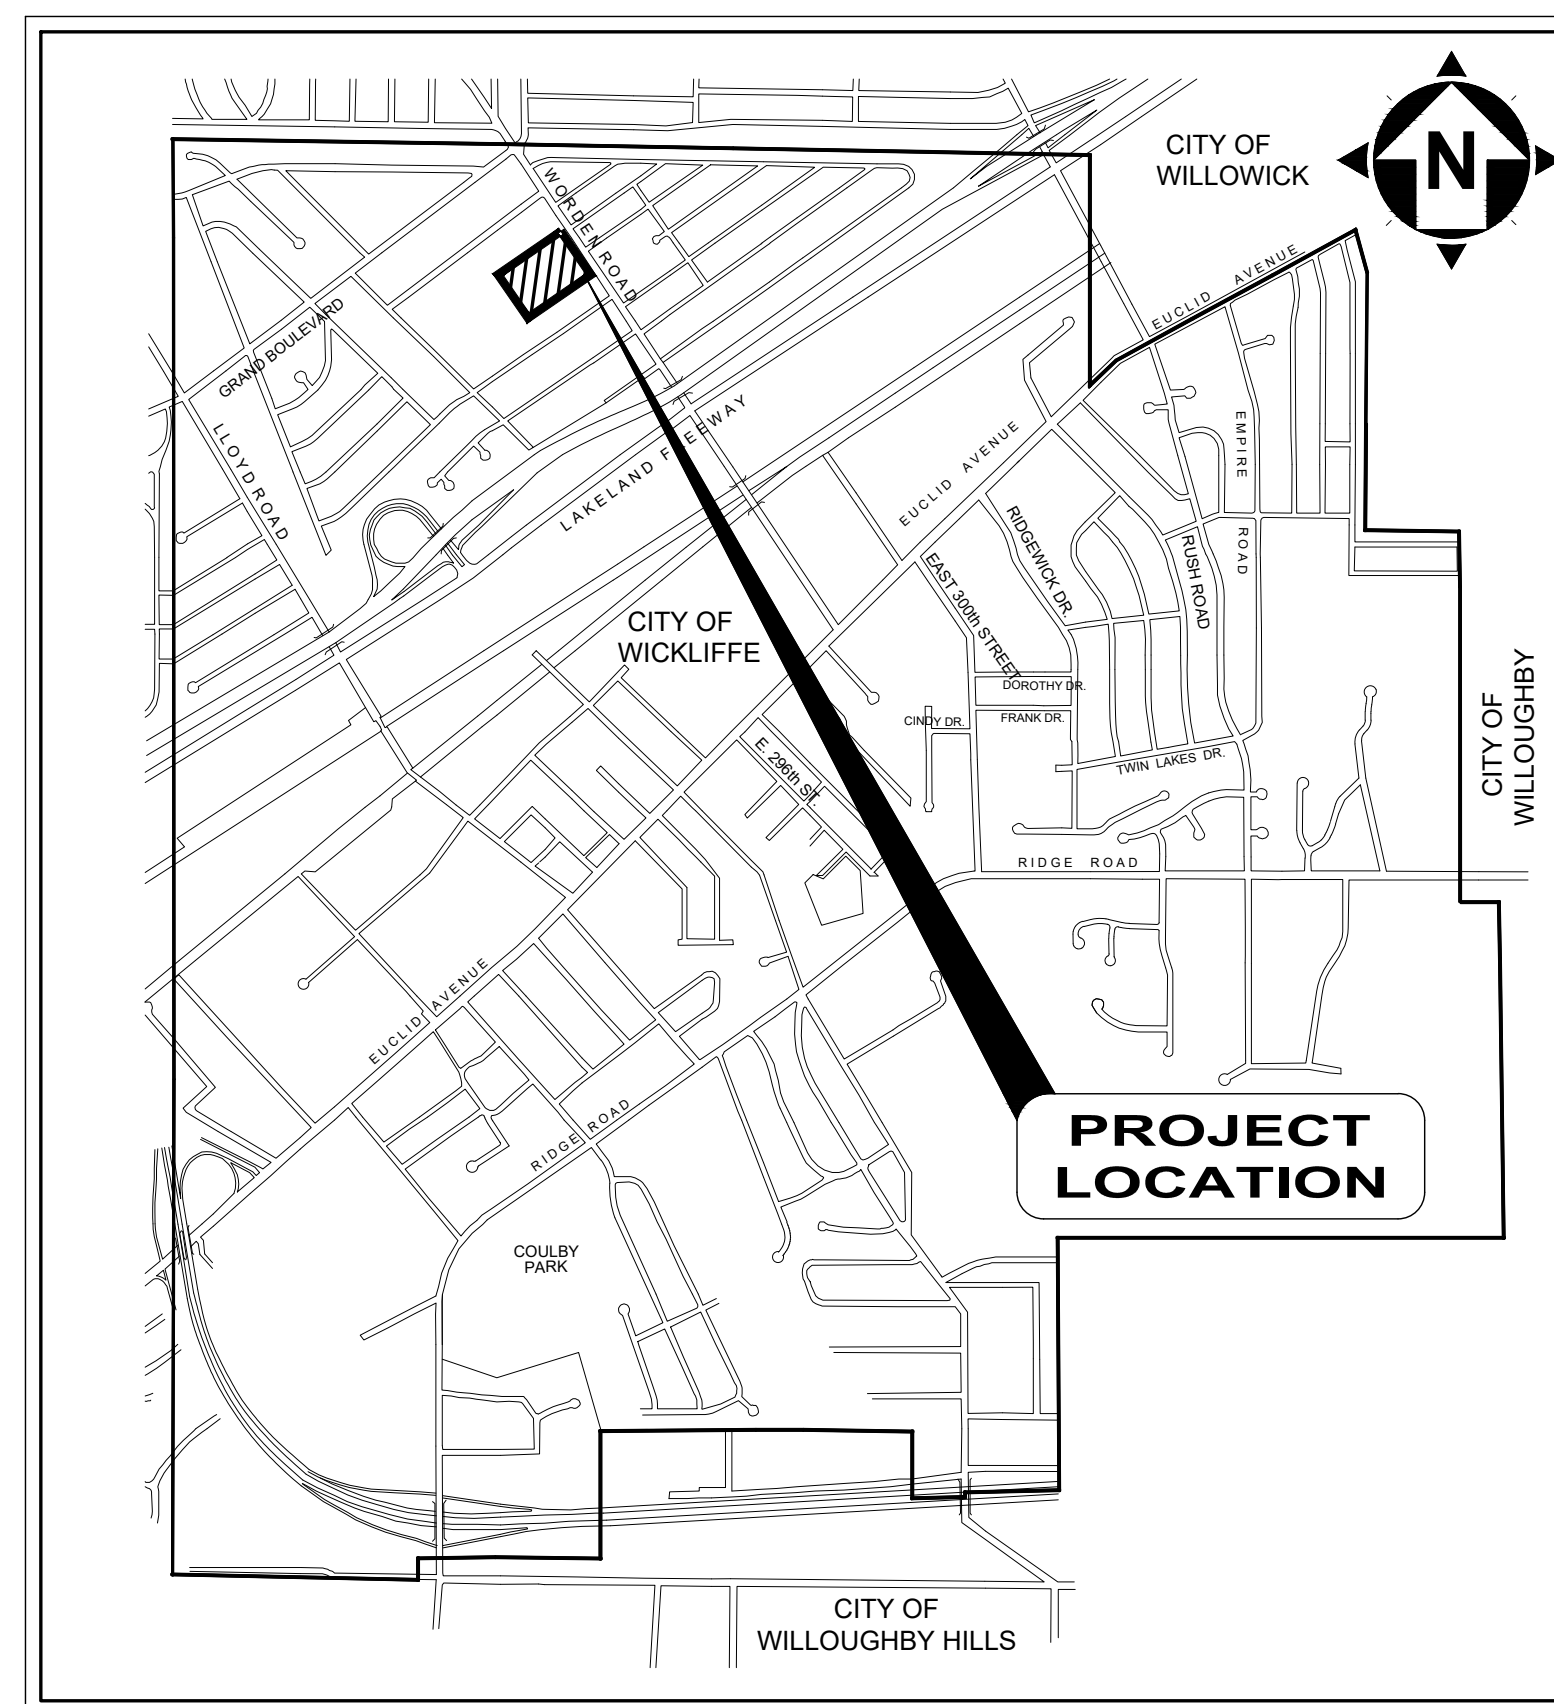 CITY OF
WILLOWICK
N
WORDEN ROAD
EUCLID AVENUE
GRAND BOULEVARD
LLOYD ROAD
LAKELAND FREEWAY
EUCLID AVENUE
EMPIRE ROAD
RIDGEWICK DR.
RUSH ROAD
EAST 300th STREET
CITY OF
WICKLIFFE
DOROTHY DR.
CINDY DR.
FRANK DR.
TWIN LAKES DR.
CITY OF
WILLOUGHBY
E. 296th ST.
RIDGE ROAD
EUCLID AVENUE
RIDGE ROAD
PROJECT
LOCATION
COULBY
PARK
CITY OF
WILLOUGHBY HILLS